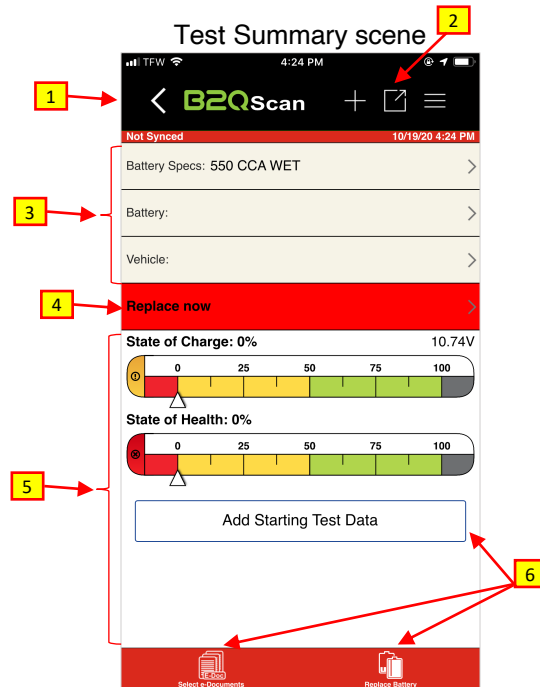 Test Summary scene
2
TFW 4:24 PM
1
B2QScan
Not Synced 10/19/20 4:24 PM
Battery Specs: 550 CCA WET
3
Battery:
Vehicle:
4
Replace now
State of Charge: 0% 10.74V
0 25 50 75 100
State of Health: 0%
0 25 50 75 100
5
Add Starting Test Data
6
E-Doc
Select e-Documents Replace Battery